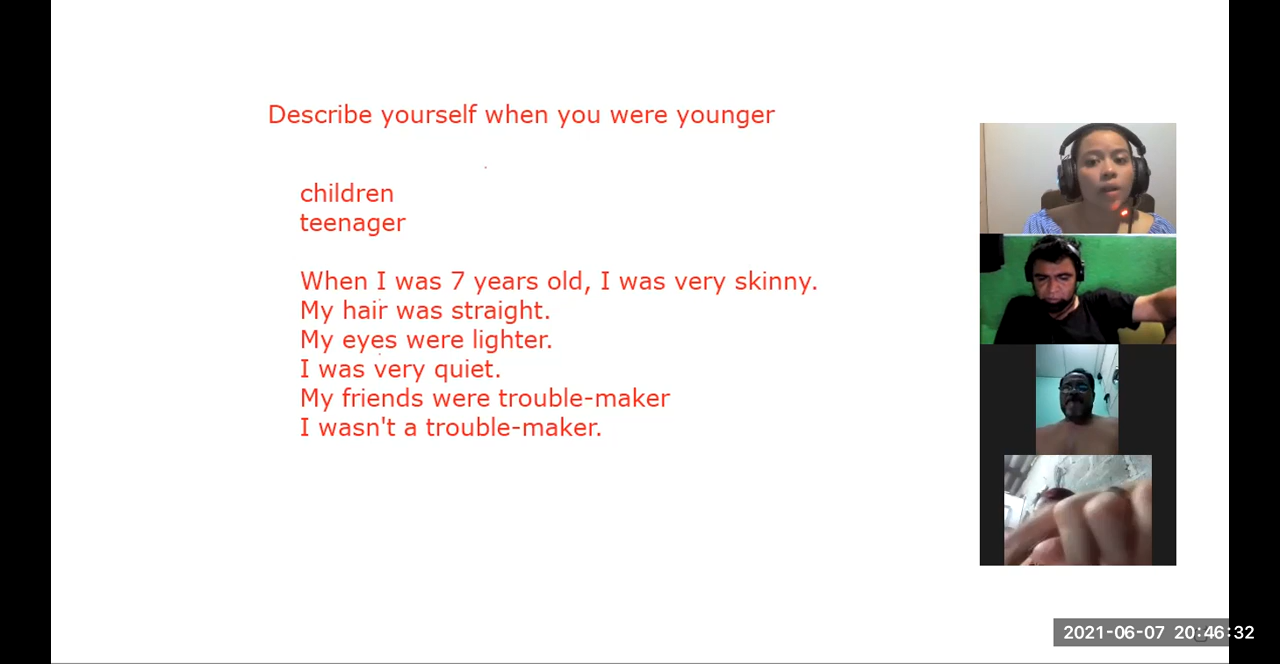 Describe yourself when you were younger
children
teenager
When I was 7 years old, I was very skinny.
My hair was straight.
My eyes were lighter.
I was very quiet.
My friends were trouble-maker
I wasn't a trouble-maker.
2021-06-07 20:46:32